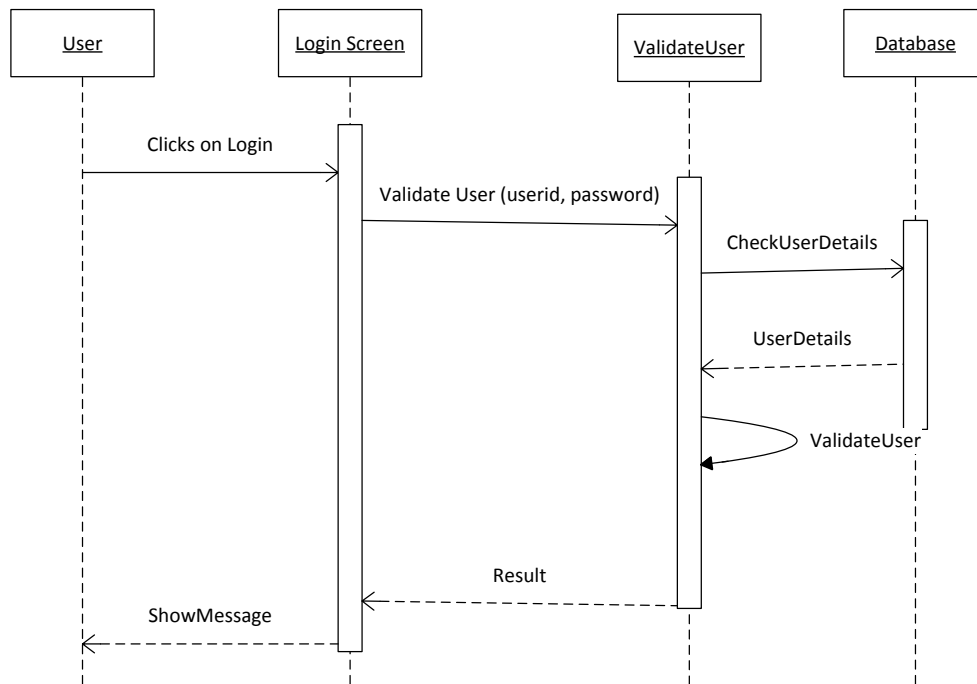 User
Login Screen
ValidateUser
Database
Clicks on Login
Validate User (userid, password)
CheckUserDetails
UserDetails
ValidateUser
Result
ShowMessage